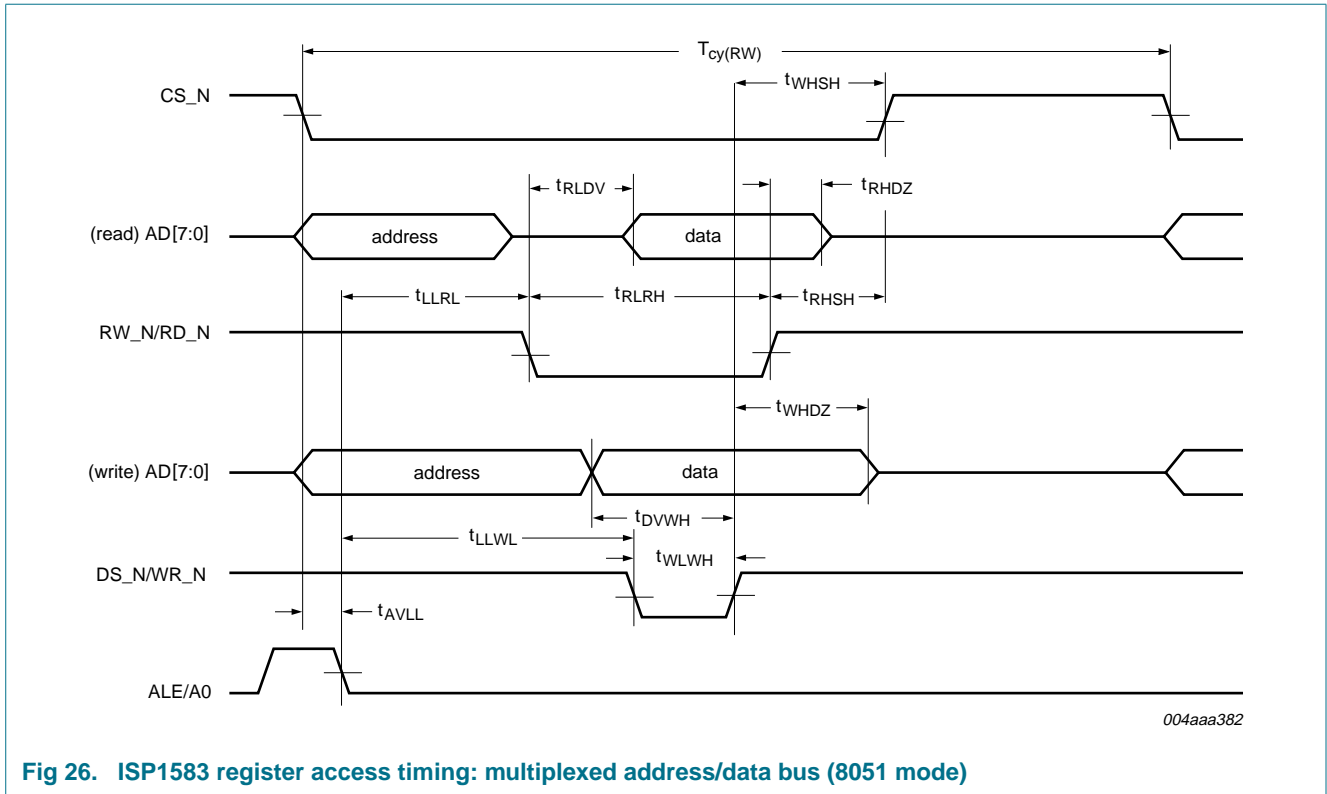 Tcy(RW)
tWHSH
CS_N
tRLDV
tRHDZ
(read) AD[7:0]
address
data
tLLRL
tRLRH
tRHSH
RW_N/RD_N
tWHDZ
(write) AD[7:0]
address
data
tDVWH
tLLWL
tWLWH
DS_N/WR_N
tAVLL
ALE/A0
004aaa382
Fig 26. ISP1583 register access timing: multiplexed address/data bus (8051 mode)